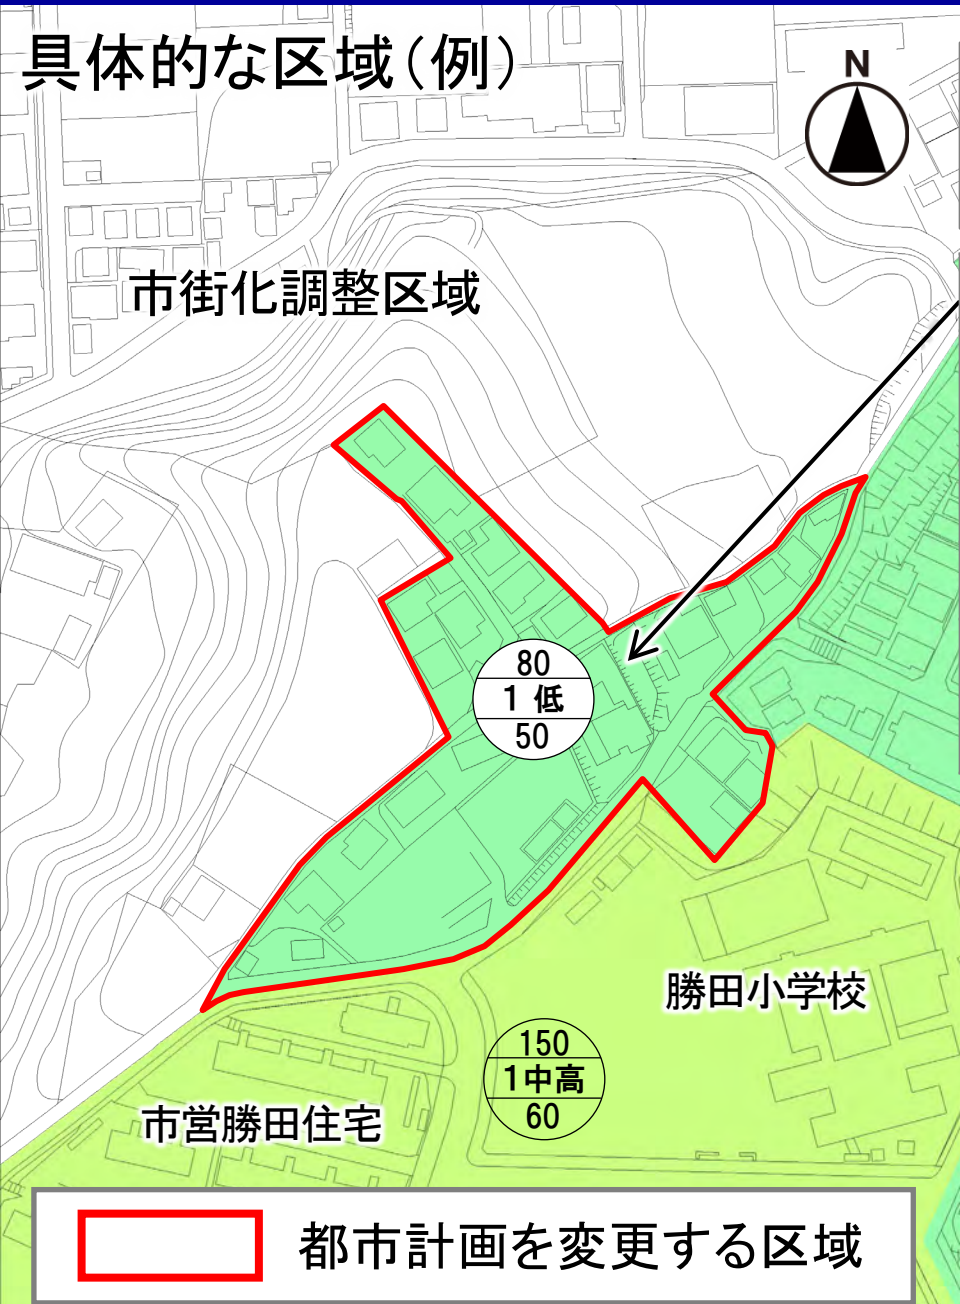 具体的な区域(例)
N
市街化調整区域
80
1 低
50
勝田小学校
150
1中高
60
市営勝田住宅
都市計画を変更する区域